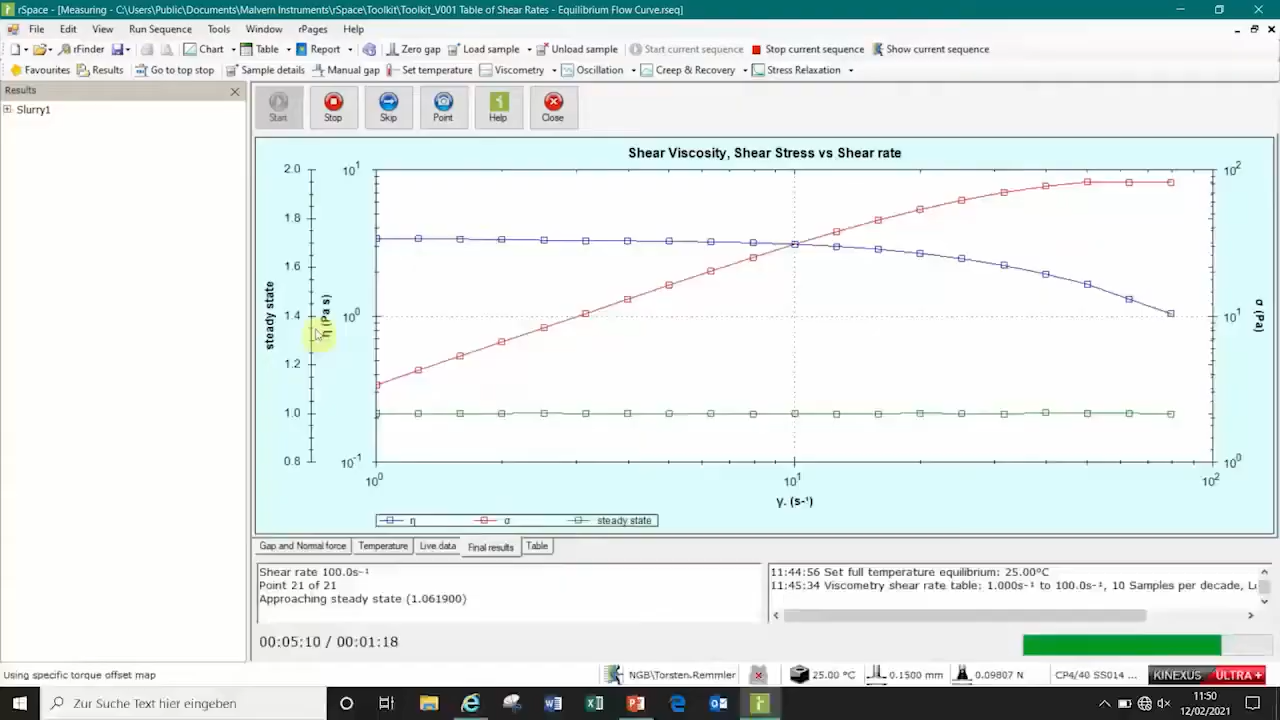 rSpace - [Measuring - C:\Users\Public\Documents\Malvern Instruments\rSpace\Toolkit\Toolkit_V001 Table of Shear Rates - Equilibrium Flow Curve.rseq]
File Edit View Run Sequence Tools Window rPages Help
rFinder Chart Table Report Zero gap Load sample Unload sample Start current sequence Stop current sequence Show current sequence
Favourites Results Go to top stop Sample details Manual gap Set temperature Viscometry Oscillation Creep & Recovery Stress Relaxation
Results
Slurry1
Start Stop Skip Point Help Close
Shear Viscosity, Shear Stress vs Shear rate
2.0 10¹ 10²
1.8
1.6
1.4 10⁰ 10¹
1.2
1.0
0.8 10⁻¹ 10⁰
steady state
η (Pa s)
σ (Pa)
10⁰ 10¹ 10²
γ. (s-¹)
η σ steady state
Gap and Normal force Temperature Live data Final results Table
Shear rate 100.0s⁻¹
Point 21 of 21
Approaching steady state (1.061900)
11:44:56 Set full temperature equilibrium: 25.00°C
11:45:34 Viscometry shear rate table: 1.000s⁻¹ to 100.0s⁻¹, 10 Samples per decade,
00:05:10 / 00:01:18
Using specific torque offset map NGB\Torsten.Remmler 25.00 °C 0.1500 mm 0.09807 N CP4/40 SS014 ... KINEXUS ULTRA+
Zur Suche Text hier eingeben
11:50
12/02/2021